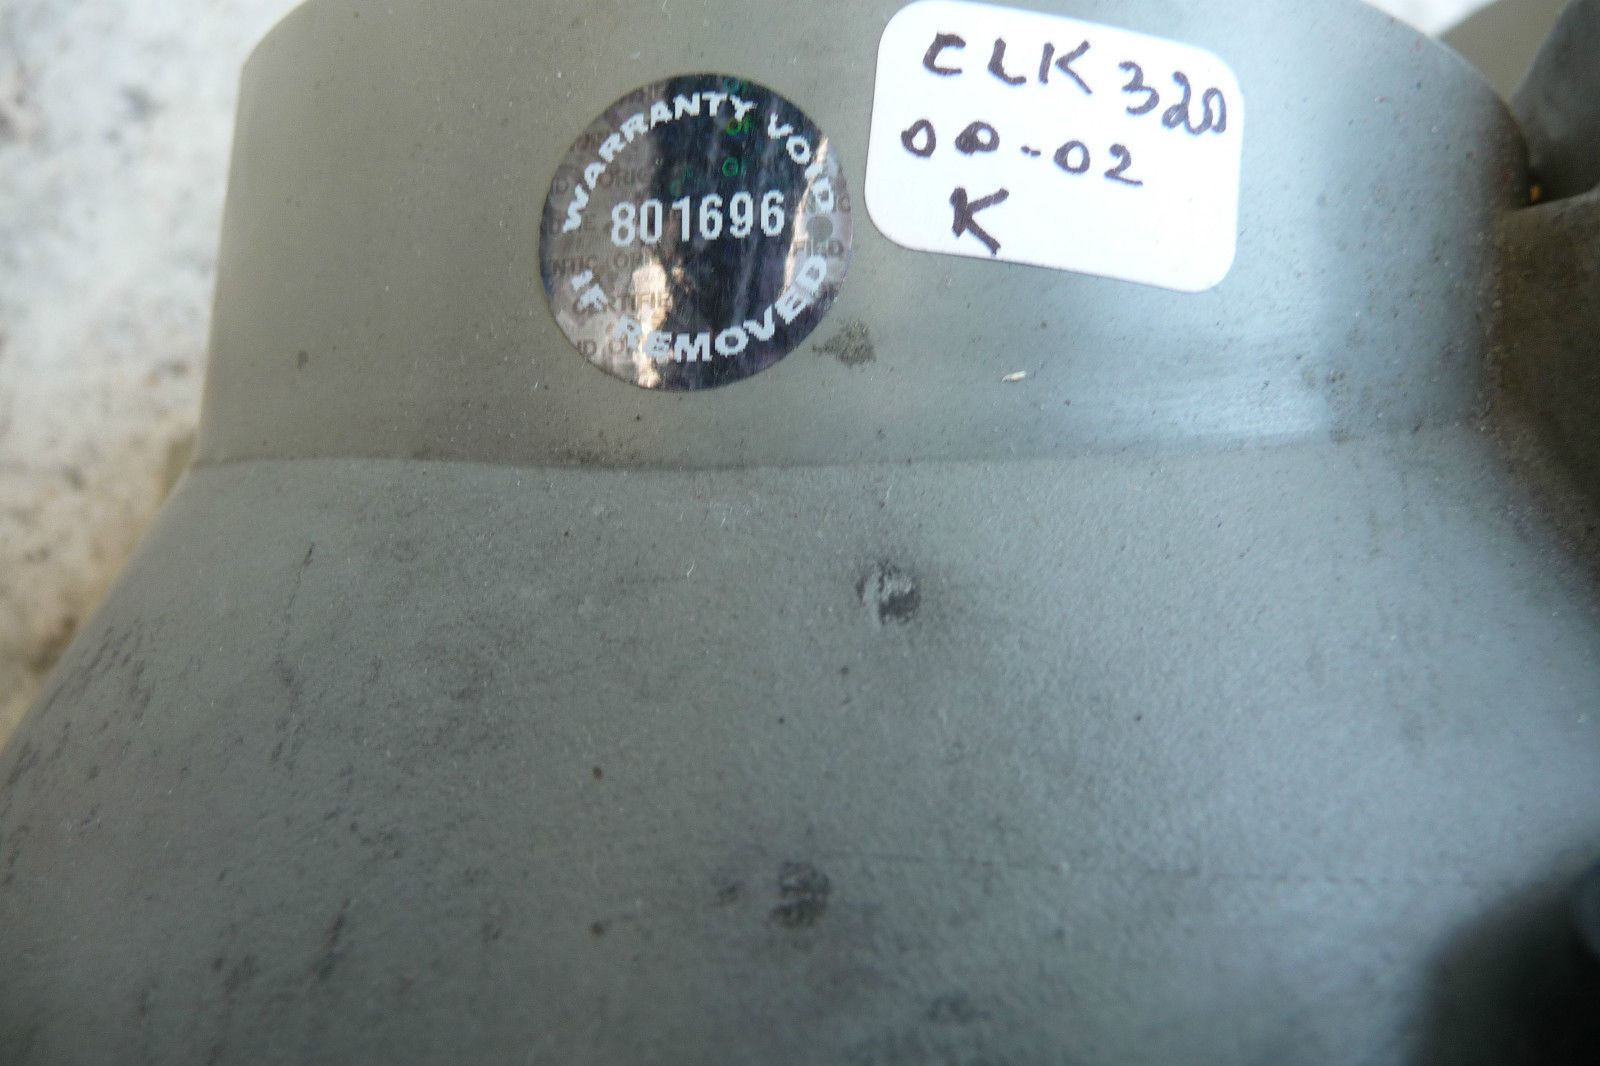 WARRANTY VOID
801696
IF REMOVED
CLK 320
00-02
K